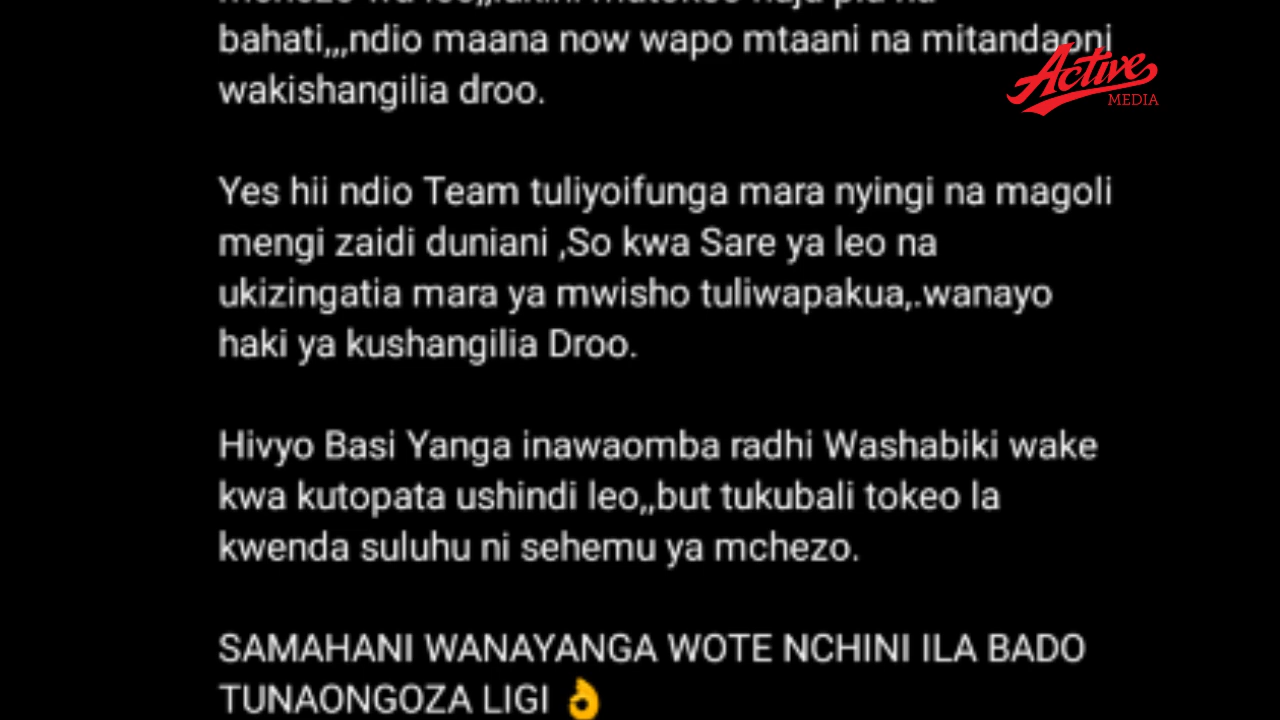 bahati,,,ndio maana now wapo mtaani na mitandaoni
wakishangilia droo.
Active
MEDIA
Yes hii ndio Team tuliyoifunga mara nyingi na magoli
mengi zaidi duniani ,So kwa Sare ya leo na
ukizingatia mara ya mwisho tuliwapakua,.wanayo
haki ya kushangilia Droo.
Hivyo Basi Yanga inawaomba radhi Washabiki wake
kwa kutopata ushindi leo,,but tukubali tokeo la
kwenda suluhu ni sehemu ya mchezo.
SAMAHANI WANAYANGA WOTE NCHINI ILA BADO
TUNAONGOZA LIGI 👌